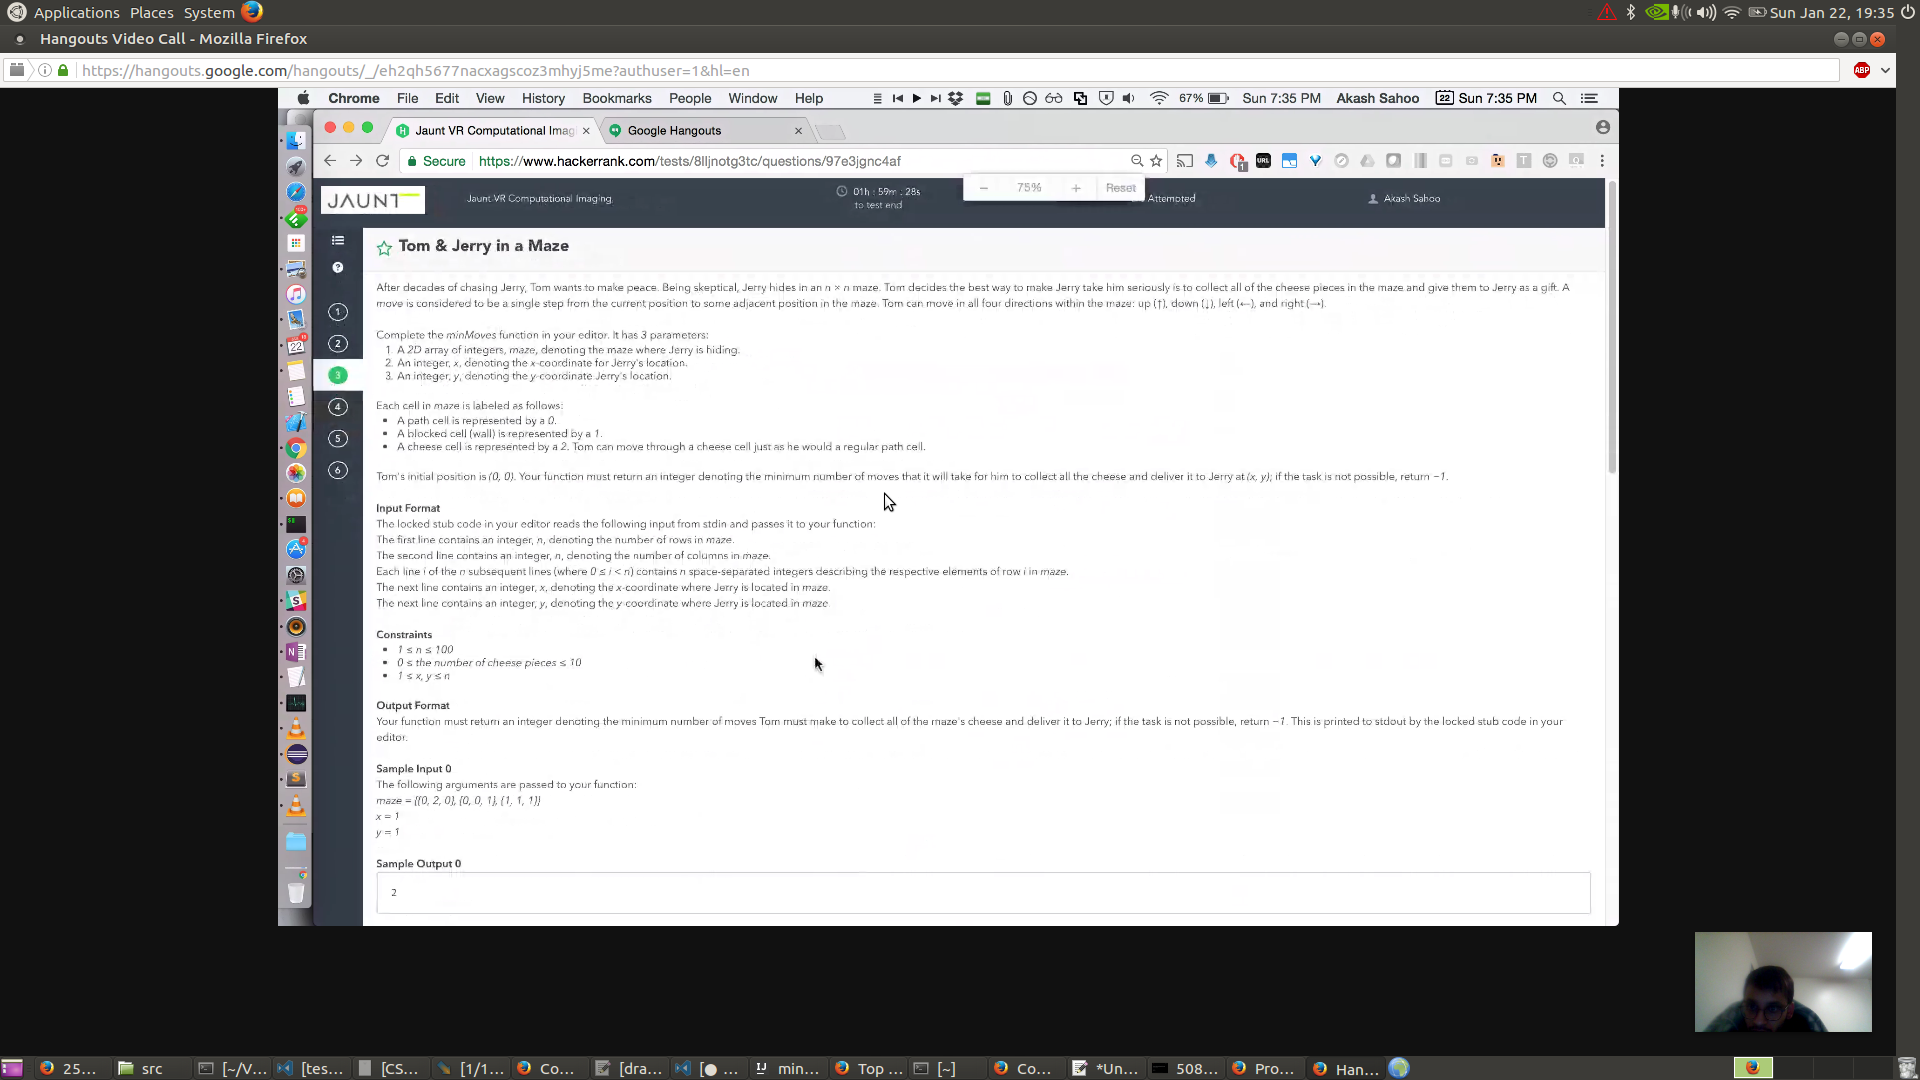 Applications Places System Sun Jan 22, 19:35
Hangouts Video Call - Mozilla Firefox
https://hangouts.google.com/hangouts/_/eh2qh5677nacxagscoz3mhyj5me?authuser=1&hl=en ABP
Chrome File Edit View History Bookmarks People Window Help 67% Sun 7:35 PM Akash Sahoo 22 Sun 7:35 PM
Jaunt VR Computational Imag Google Hangouts
Secure https://www.hackerrank.com/tests/8lljnotg3tc/questions/97e3jgnc4af URL
JAUNT Jaunt VR Computational Imaging. 01h : 59m : 28s 75% Reset Attempted Akash Sahoo
to test end
Tom & Jerry in a Maze
After decades of chasing Jerry, Tom wants to make peace. Being skeptical, Jerry hides in an n × n maze. Tom decides the best way to make Jerry take him seriously is to collect all of the cheese pieces in the maze and give them to Jerry as a gift. A
move is considered to be a single step from the current position to some adjacent position in the maze. Tom can move in all four directions within the maze: up (↑), down (↓), left (←), and right (→).
Complete the minMoves function in your editor. It has 3 parameters:
1. A 2D array of integers, maze, denoting the maze where Jerry is hiding.
2. An integer, x, denoting the x-coordinate for Jerry's location.
3. An integer, y, denoting the y-coordinate Jerry's location.
Each cell in maze is labeled as follows:
• A path cell is represented by a 0.
• A blocked cell (wall) is represented by a 1.
• A cheese cell is represented by a 2. Tom can move through a cheese cell just as he would a regular path cell.
Tom's initial position is (0, 0). Your function must return an integer denoting the minimum number of moves that it will take for him to collect all the cheese and deliver it to Jerry at (x, y); if the task is not possible, return −1.
Input Format
The locked stub code in your editor reads the following input from stdin and passes it to your function:
The first line contains an integer, n, denoting the number of rows in maze.
The second line contains an integer, n, denoting the number of columns in maze.
Each line i of the n subsequent lines (where 0 ≤ i < n) contains n space-separated integers describing the respective elements of row i in maze.
The next line contains an integer, x, denoting the x-coordinate where Jerry is located in maze.
The next line contains an integer, y, denoting the y-coordinate where Jerry is located in maze.
Constraints
• 1 ≤ n ≤ 100
• 0 ≤ the number of cheese pieces ≤ 10
• 1 ≤ x, y ≤ n
Output Format
Your function must return an integer denoting the minimum number of moves Tom must make to collect all of the maze's cheese and deliver it to Jerry; if the task is not possible, return −1. This is printed to stdout by the locked stub code in your
editor.
Sample Input 0
The following arguments are passed to your function:
maze = {{0, 2, 0}, {0, 0, 1}, {1, 1, 1}}
x = 1
y = 1
Sample Output 0
2
1
2
3
4
5
6
25... src [~/V... [tes... [CS... [1/1... Co... [dra... [● ... min... Top ... [~] Co... *Un... 508... Pro... Han...